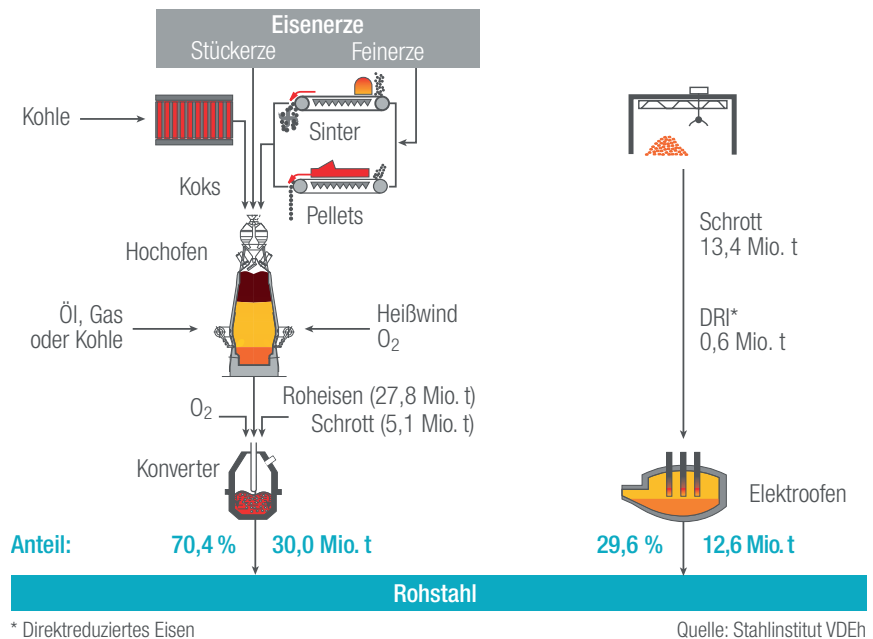 Eisenerze
Stückerze Feinerze
Kohle
Sinter
Koks
Pellets
Hochofen
Öl, Gas
oder Kohle
Heißwind
O₂
Roheisen (27,8 Mio. t)
O₂
Schrott (5,1 Mio. t)
Konverter
Schrott
13,4 Mio. t
DRI*
0,6 Mio. t
Elektroofen
Anteil: 70,4 % 30,0 Mio. t 29,6 % 12,6 Mio. t
Rohstahl
* Direktreduziertes Eisen
Quelle: Stahlinstitut VDEh